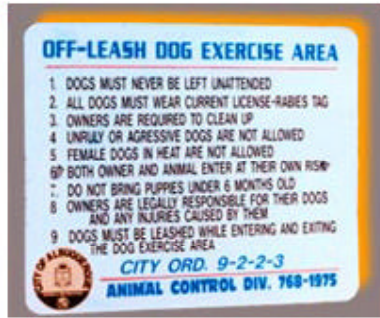 OFF-LEASH DOG EXERCISE AREA
1. DOGS MUST NEVER BE LEFT UNATTENDED
2. ALL DOGS MUST WEAR CURRENT LICENSE-RABIES TAG
3. OWNERS ARE REQUIRED TO CLEAN UP
4 UNRULY OR AGRESSIVE DOGS ARE NOT ALLOWED
5 FEMALE DOGS IN HEAT ARE NOT ALLOWED
6 BOTH OWNER AND ANIMAL ENTER AT THEIR OWN RISK
7. DO NOT BRING PUPPIES UNDER 6 MONTHS OLD
8 OWNERS ARE LEGALLY RESPONSIBLE FOR THEIR DOGS
AND ANY INJURIES CAUSED BY THEM
9 DOGS MUST BE LEASHED WHILE ENTERING AND EXITING
THE DOG EXERCISE AREA
CITY ORD. 9-2-2-3
ANIMAL CONTROL DIV. 768-1975
CITY OF ALBUQUERQUE